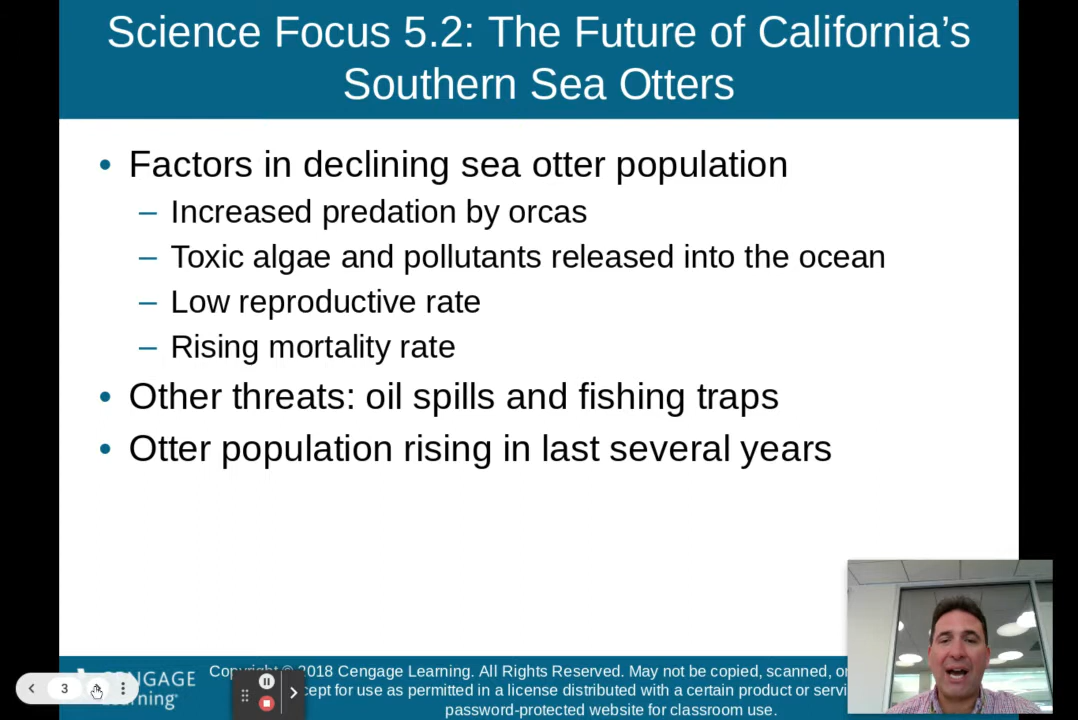 Science Focus 5.2: The Future of California’s
Southern Sea Otters
• Factors in declining sea otter population
– Increased predation by orcas
– Toxic algae and pollutants released into the ocean
– Low reproductive rate
– Rising mortality rate
• Other threats: oil spills and fishing traps
• Otter population rising in last several years
2018 Cengage Learning. All Rights Reserved. May not be copied, scanned,
for use as permitted in a license distributed with a certain product or
password-protected website for classroom use.
CENGAGE
Learning
3